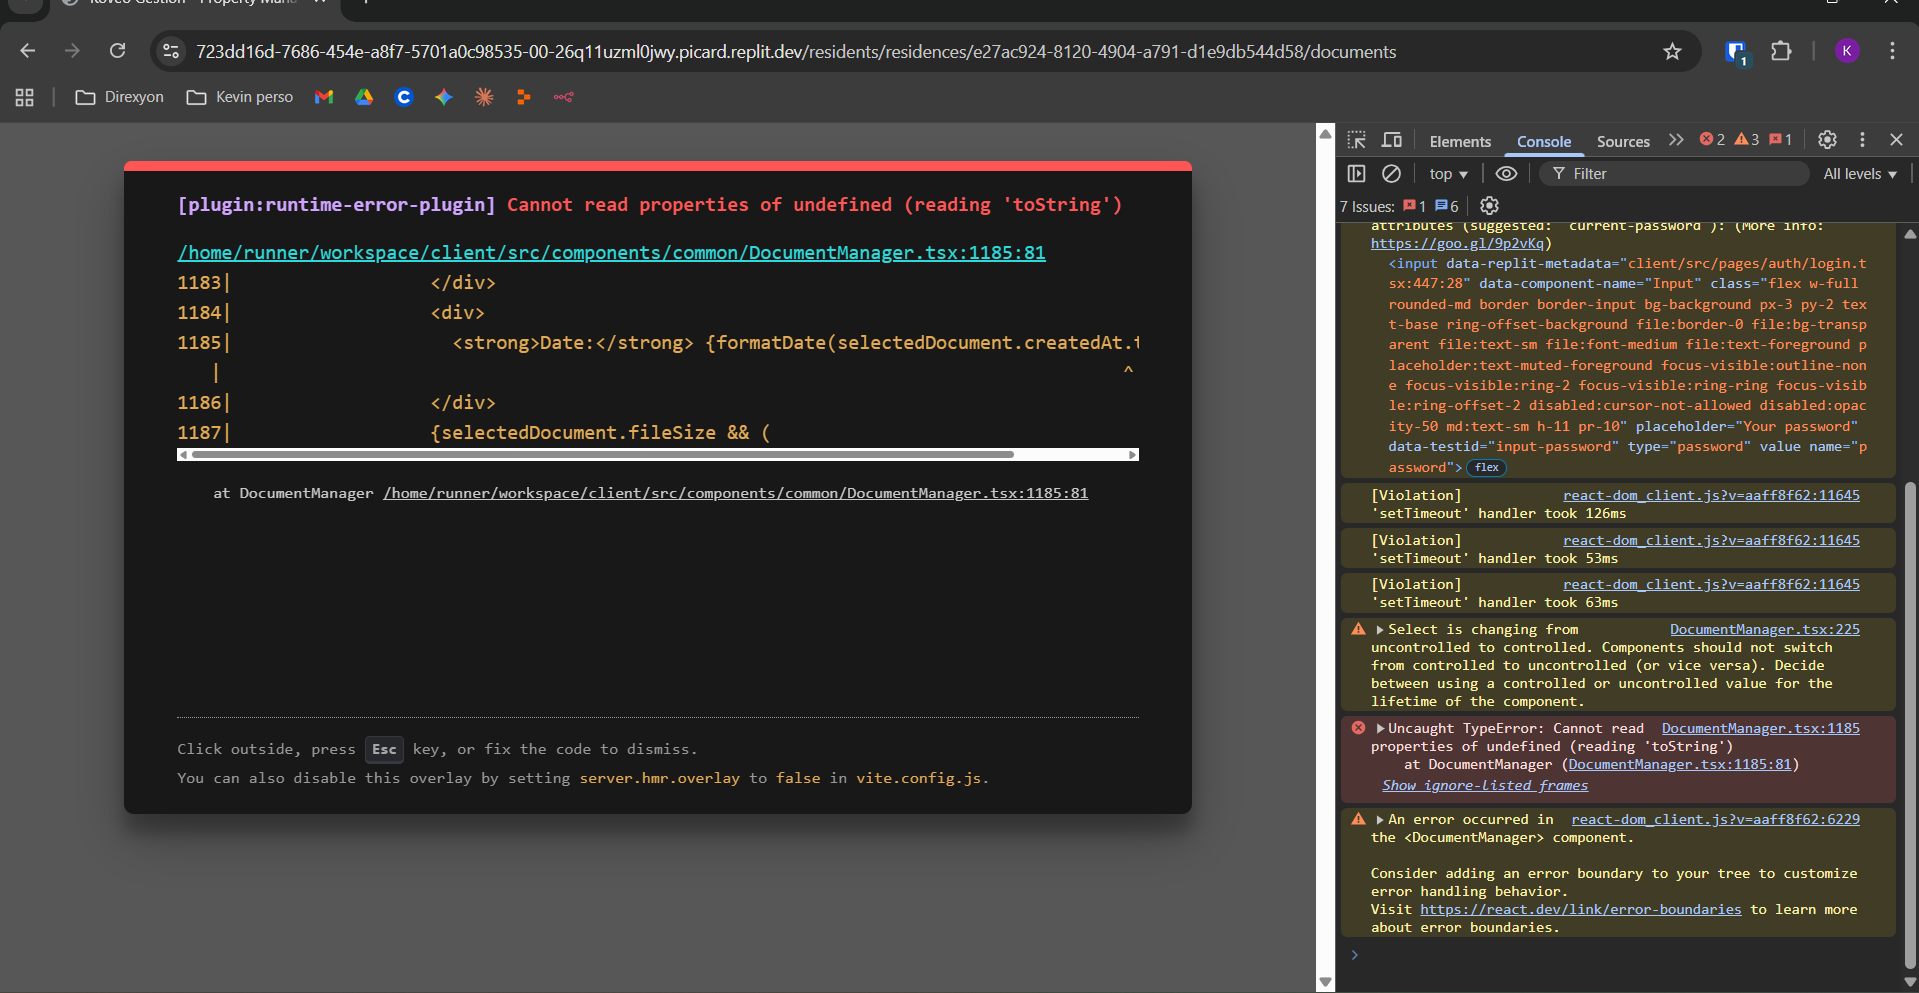 Koveo Gestion - Property Mana
723dd16d-7686-454e-a8f7-5701a0c98535-00-26q11uzml0jwy.picard.replit.dev/residents/residences/e27ac924-8120-4904-a791-d1e9db544d58/documents
1
K
Direxyon
Kevin perso
[plugin:runtime-error-plugin] Cannot read properties of undefined (reading 'toString')
/home/runner/workspace/client/src/components/common/DocumentManager.tsx:1185:81
1183| </div>
1184| <div>
1185| <strong>Date:</strong> {formatDate(selectedDocument.createdAt.t
| ^
1186| </div>
1187| {selectedDocument.fileSize && (
at DocumentManager /home/runner/workspace/client/src/components/common/DocumentManager.tsx:1185:81
Click outside, press Esc key, or fix the code to dismiss.
You can also disable this overlay by setting server.hmr.overlay to false in vite.config.js.
Elements Console Sources 2 3 1
top Filter All levels
7 Issues: 1 6
attributes (suggested: "current-password"): (More info:
https://goo.gl/9p2vKq)
<input data-replit-metadata="client/src/pages/auth/login.t
sx:447:28" data-component-name="Input" class="flex w-full
rounded-md border border-input bg-background px-3 py-2 tex
t-base ring-offset-background file:border-0 file:bg-transp
arent file:text-sm file:font-medium file:text-foreground p
laceholder:text-muted-foreground focus-visible:outline-non
e focus-visible:ring-2 focus-visible:ring-ring focus-visib
le:ring-offset-2 disabled:cursor-not-allowed disabled:opac
ity-50 md:text-sm h-11 pr-10" placeholder="Your password"
data-testid="input-password" type="password" value name="p
assword"> flex
[Violation] react-dom_client.js?v=aaff8f62:11645
'setTimeout' handler took 126ms
[Violation] react-dom_client.js?v=aaff8f62:11645
'setTimeout' handler took 53ms
[Violation] react-dom_client.js?v=aaff8f62:11645
'setTimeout' handler took 63ms
Select is changing from DocumentManager.tsx:225
uncontrolled to controlled. Components should not switch
from controlled to uncontrolled (or vice versa). Decide
between using a controlled or uncontrolled value for the
lifetime of the component.
Uncaught TypeError: Cannot read DocumentManager.tsx:1185
properties of undefined (reading 'toString')
at DocumentManager (DocumentManager.tsx:1185:81)
Show ignore-listed frames
An error occurred in react-dom_client.js?v=aaff8f62:6229
the <DocumentManager> component.
Consider adding an error boundary to your tree to customize
error handling behavior.
Visit https://react.dev/link/error-boundaries to learn more
about error boundaries.